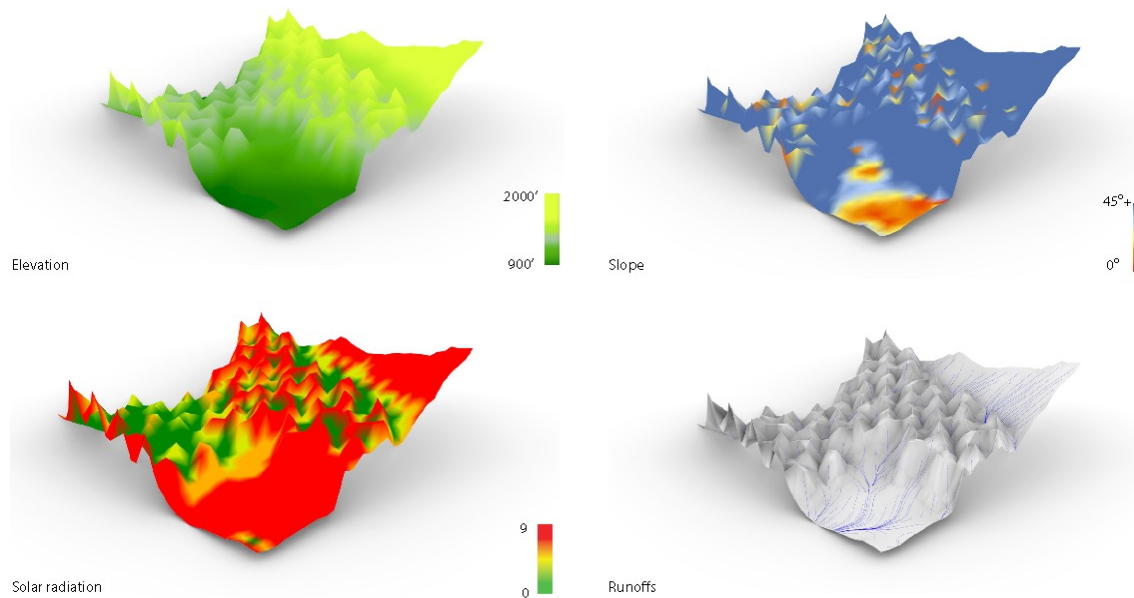 2000'
900'
Elevation
45°+
0°
Slope
9
0
Solar radiation
Runoffs